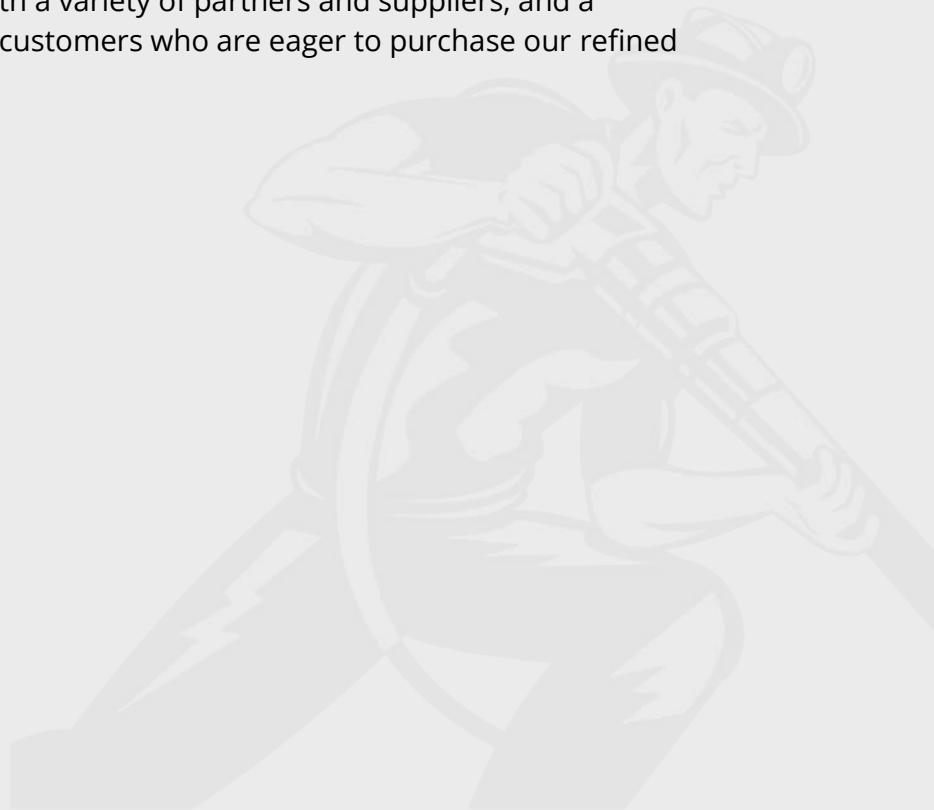 th a variety of partners and suppliers, and a
customers who are eager to purchase our refined